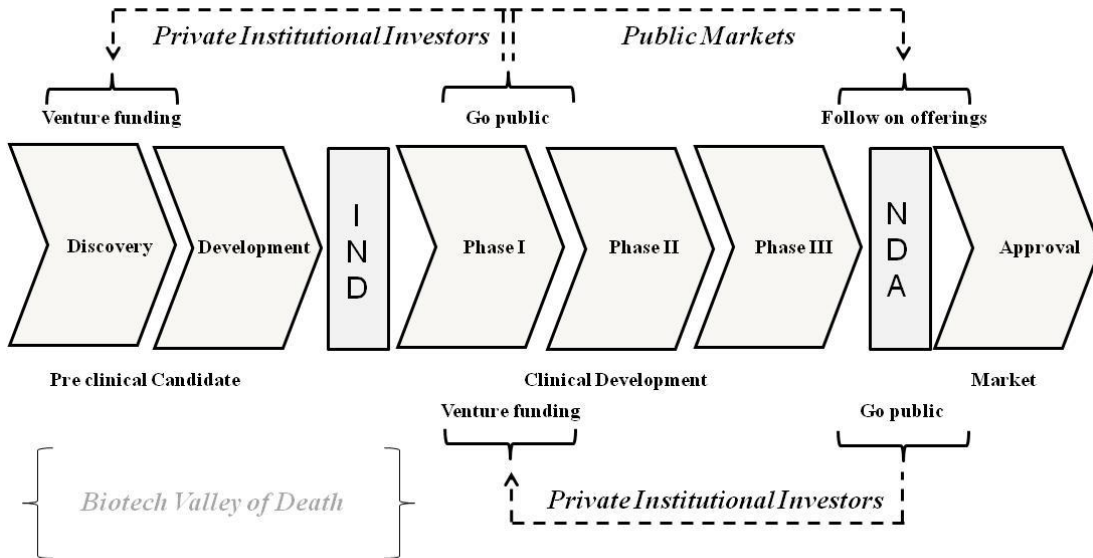 Private Institutional Investors
Public Markets
Venture funding
Go public
Follow on offerings
Discovery
Development
I
N
D
Phase I
Phase II
Phase III
N
D
A
Approval
Pre clinical Candidate
Clinical Development
Market
Venture funding
Go public
Biotech Valley of Death
Private Institutional Investors